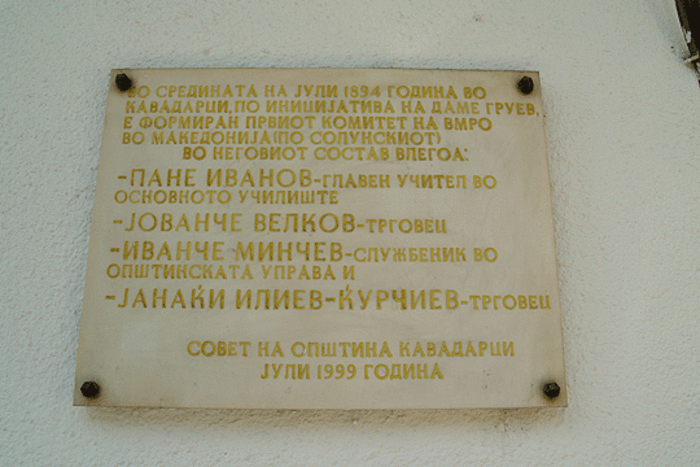 ВО СРЕДИНАТА НА ЈУЛИ 1894 ГОДИНА ВО
КАВАДАРЦИ, ПО ИНИЦИЈАТИВА НА ДАМЕ ГРУЕВ,
Е ФОРМИРАН ПРВИОТ КОМИТЕТ НА ВМРО
ВО МАКЕДОНИЈА(ПО СОЛУНСКИОТ)
ВО НЕГОВИОТ СОСТАВ ВЛЕГОА:
-ПАНЕ ИВАНОВ-ГЛАВЕН УЧИТЕЛ ВО
ОСНОВНОТО УЧИЛИШТЕ
-ЈОВАНЧЕ ВЕЛКОВ-ТРГОВЕЦ
-ИВАНЧЕ МИНЧЕВ-СЛУЖБЕНИК ВО
ОПШТИНСКАТА УПРАВА И
-ЈАНАЌИ ИЛИЕВ-ЌУРЧИЕВ-ТРГОВЕЦ
СОВЕТ НА ОПШТИНА КАВАДАРЦИ
ЈУЛИ 1999 ГОДИНА